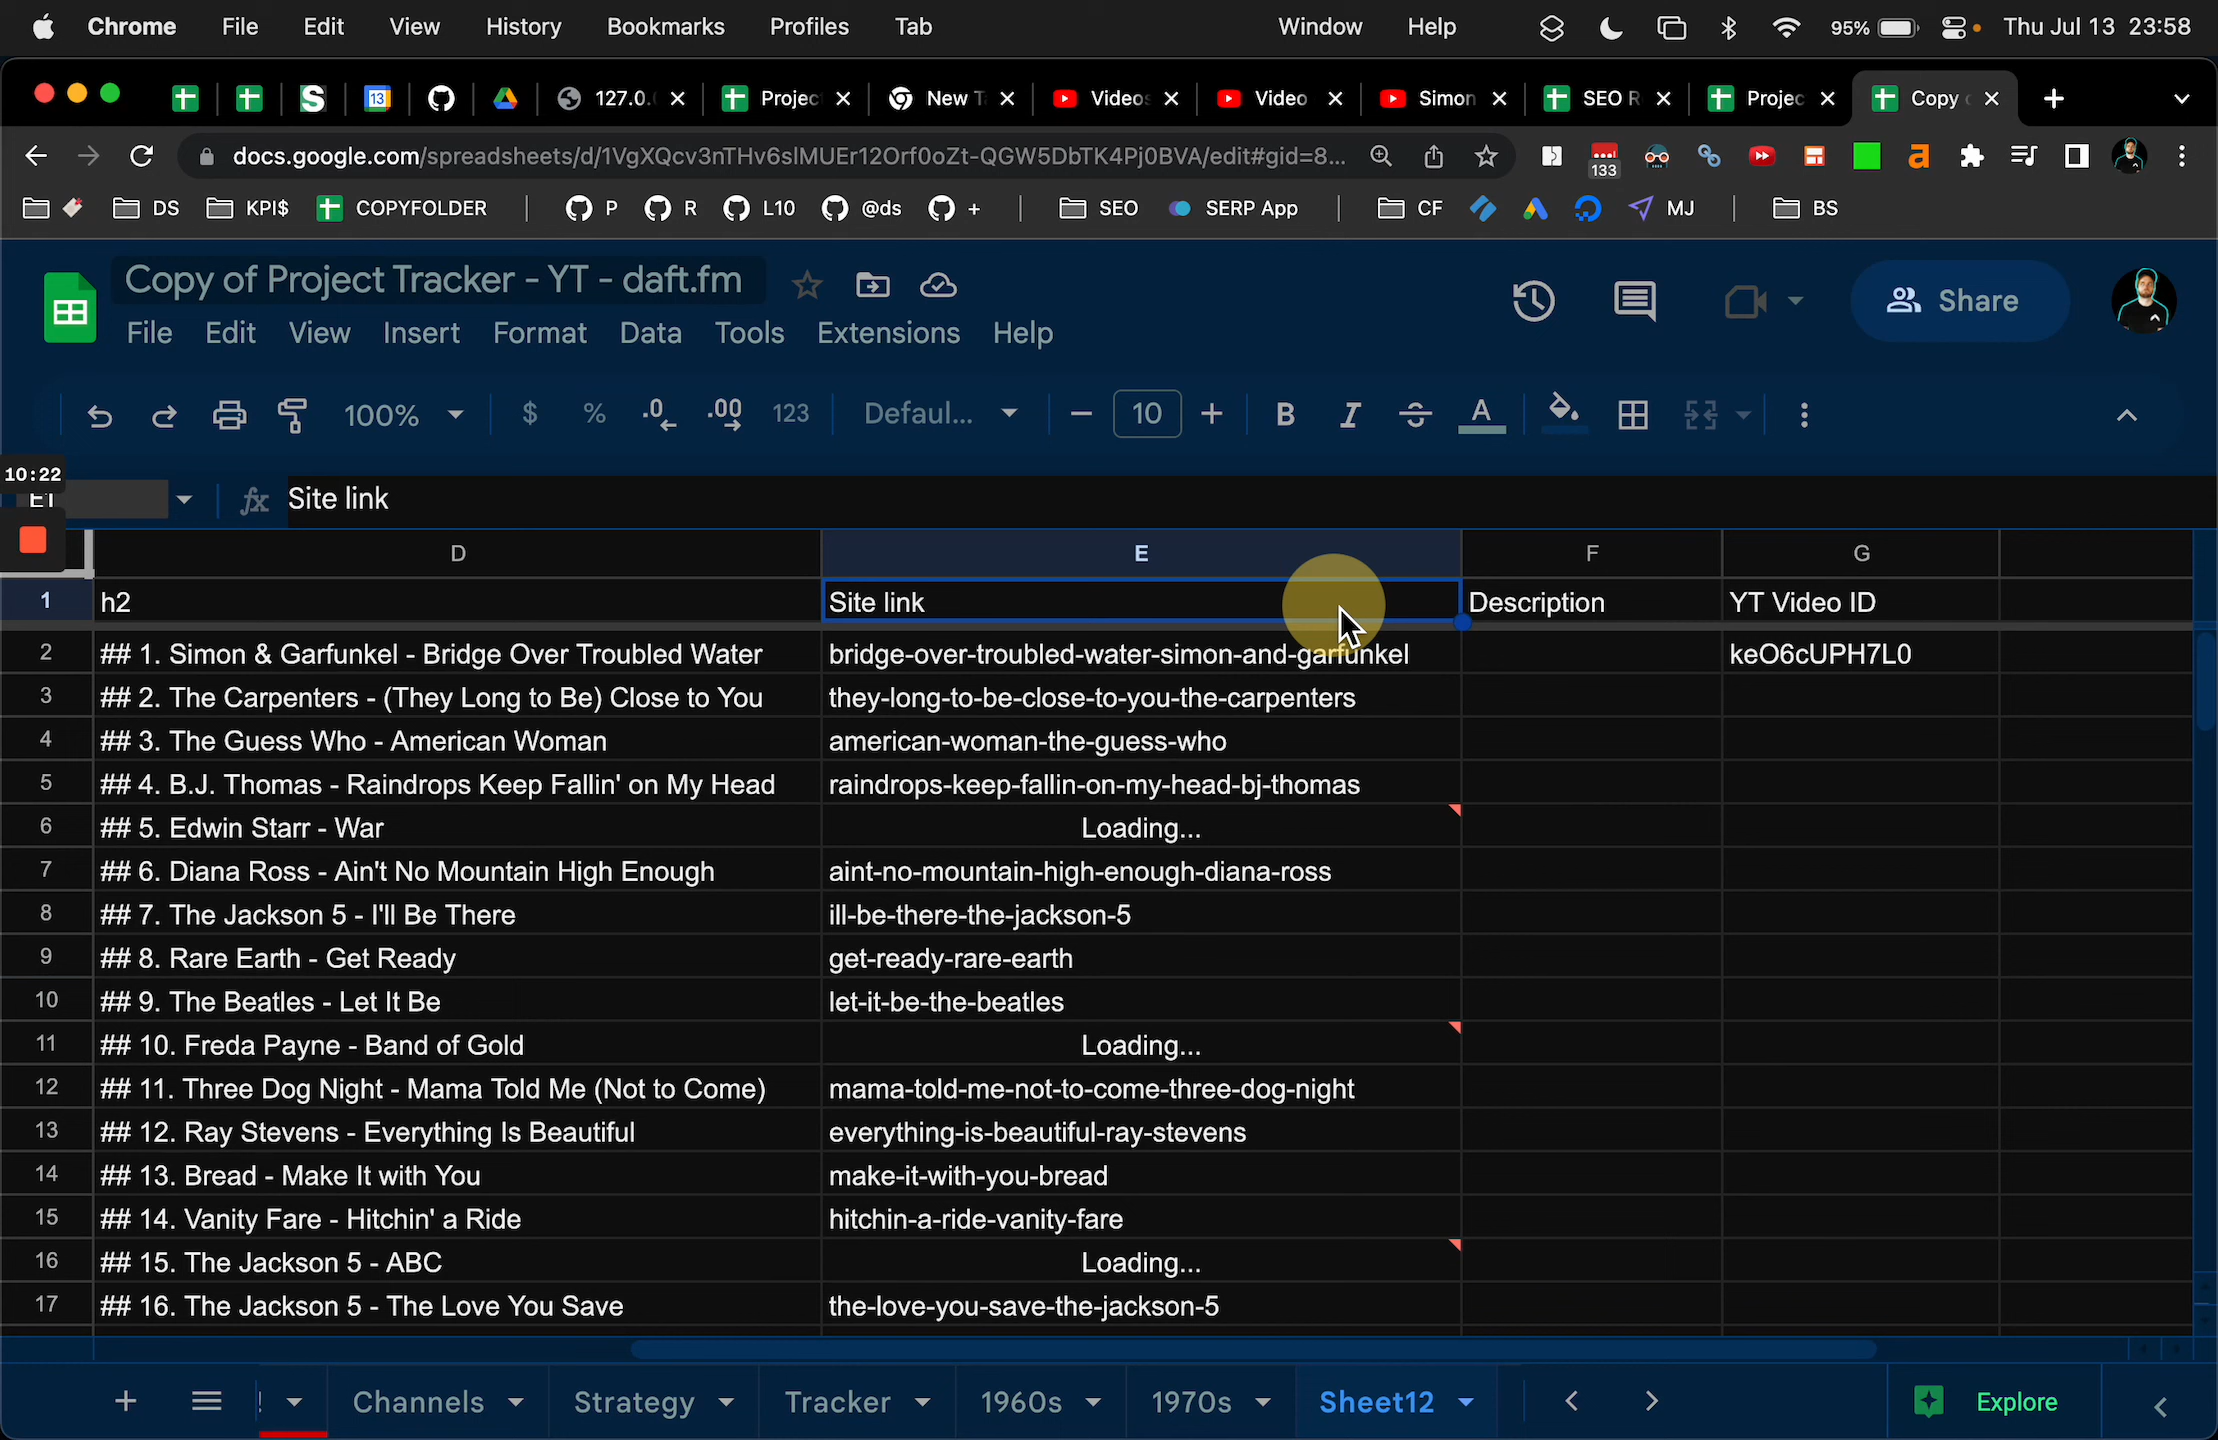 Chrome File Edit View History Bookmarks Profiles Tab Window Help 95% Thu Jul 13 23:58
13 127.0. Projec New T Videos Video Simon SEO R Projec Copy
docs.google.com/spreadsheets/d/1VgXQcv3nTHv6sIMUEr12Orf0oZt-QGW5DbTK4Pj0BVA/edit#gid=8... 133
DS KPI$ COPYFOLDER P R L10 @ds + SEO SERP App CF MJ BS
Copy of Project Tracker - YT - daft.fm
Share
File Edit View Insert Format Data Tools Extensions Help
100% $ % .0 .00 123 Defaul... 10 B I S A
10:22
E1 fx Site link
D E F G
1 h2 Site link Description YT Video ID
2 ## 1. Simon & Garfunkel - Bridge Over Troubled Water bridge-over-troubled-water-simon-and-garfunkel keO6cUPH7L0
3 ## 2. The Carpenters - (They Long to Be) Close to You they-long-to-be-close-to-you-the-carpenters
4 ## 3. The Guess Who - American Woman american-woman-the-guess-who
5 ## 4. B.J. Thomas - Raindrops Keep Fallin' on My Head raindrops-keep-fallin-on-my-head-bj-thomas
6 ## 5. Edwin Starr - War Loading...
7 ## 6. Diana Ross - Ain't No Mountain High Enough aint-no-mountain-high-enough-diana-ross
8 ## 7. The Jackson 5 - I'll Be There ill-be-there-the-jackson-5
9 ## 8. Rare Earth - Get Ready get-ready-rare-earth
10 ## 9. The Beatles - Let It Be let-it-be-the-beatles
11 ## 10. Freda Payne - Band of Gold Loading...
12 ## 11. Three Dog Night - Mama Told Me (Not to Come) mama-told-me-not-to-come-three-dog-night
13 ## 12. Ray Stevens - Everything Is Beautiful everything-is-beautiful-ray-stevens
14 ## 13. Bread - Make It with You make-it-with-you-bread
15 ## 14. Vanity Fare - Hitchin' a Ride hitchin-a-ride-vanity-fare
16 ## 15. The Jackson 5 - ABC Loading...
17 ## 16. The Jackson 5 - The Love You Save the-love-you-save-the-jackson-5
! Channels Strategy Tracker 1960s 1970s Sheet12 Explore